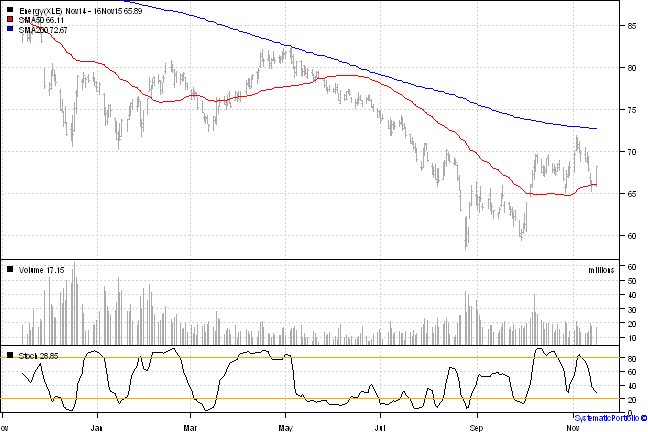 Energy(XLE) Nov14 - 16Nov15 65.89
SMA50 66.11
SMA200 72.67
85
80
75
70
65
60
Volume 17.15
millions
60
50
40
30
20
10
Stoch 28.85
80
60
40
20
0
ov Jan Mar May Jul Sep Nov
SystematicPortfolio ©